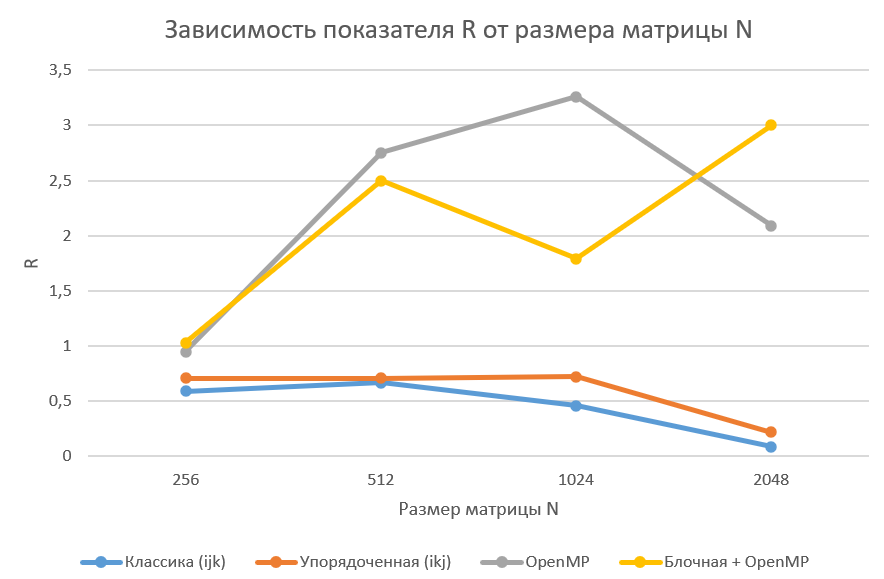 Зависимость показателя R от размера матрицы N
3,5
3
2,5
2
1,5
1
0,5
0
R
256 512 1024 2048
Размер матрицы N
Классика (ijk) Упорядоченная (ikj) OpenMP Блочная + OpenMP